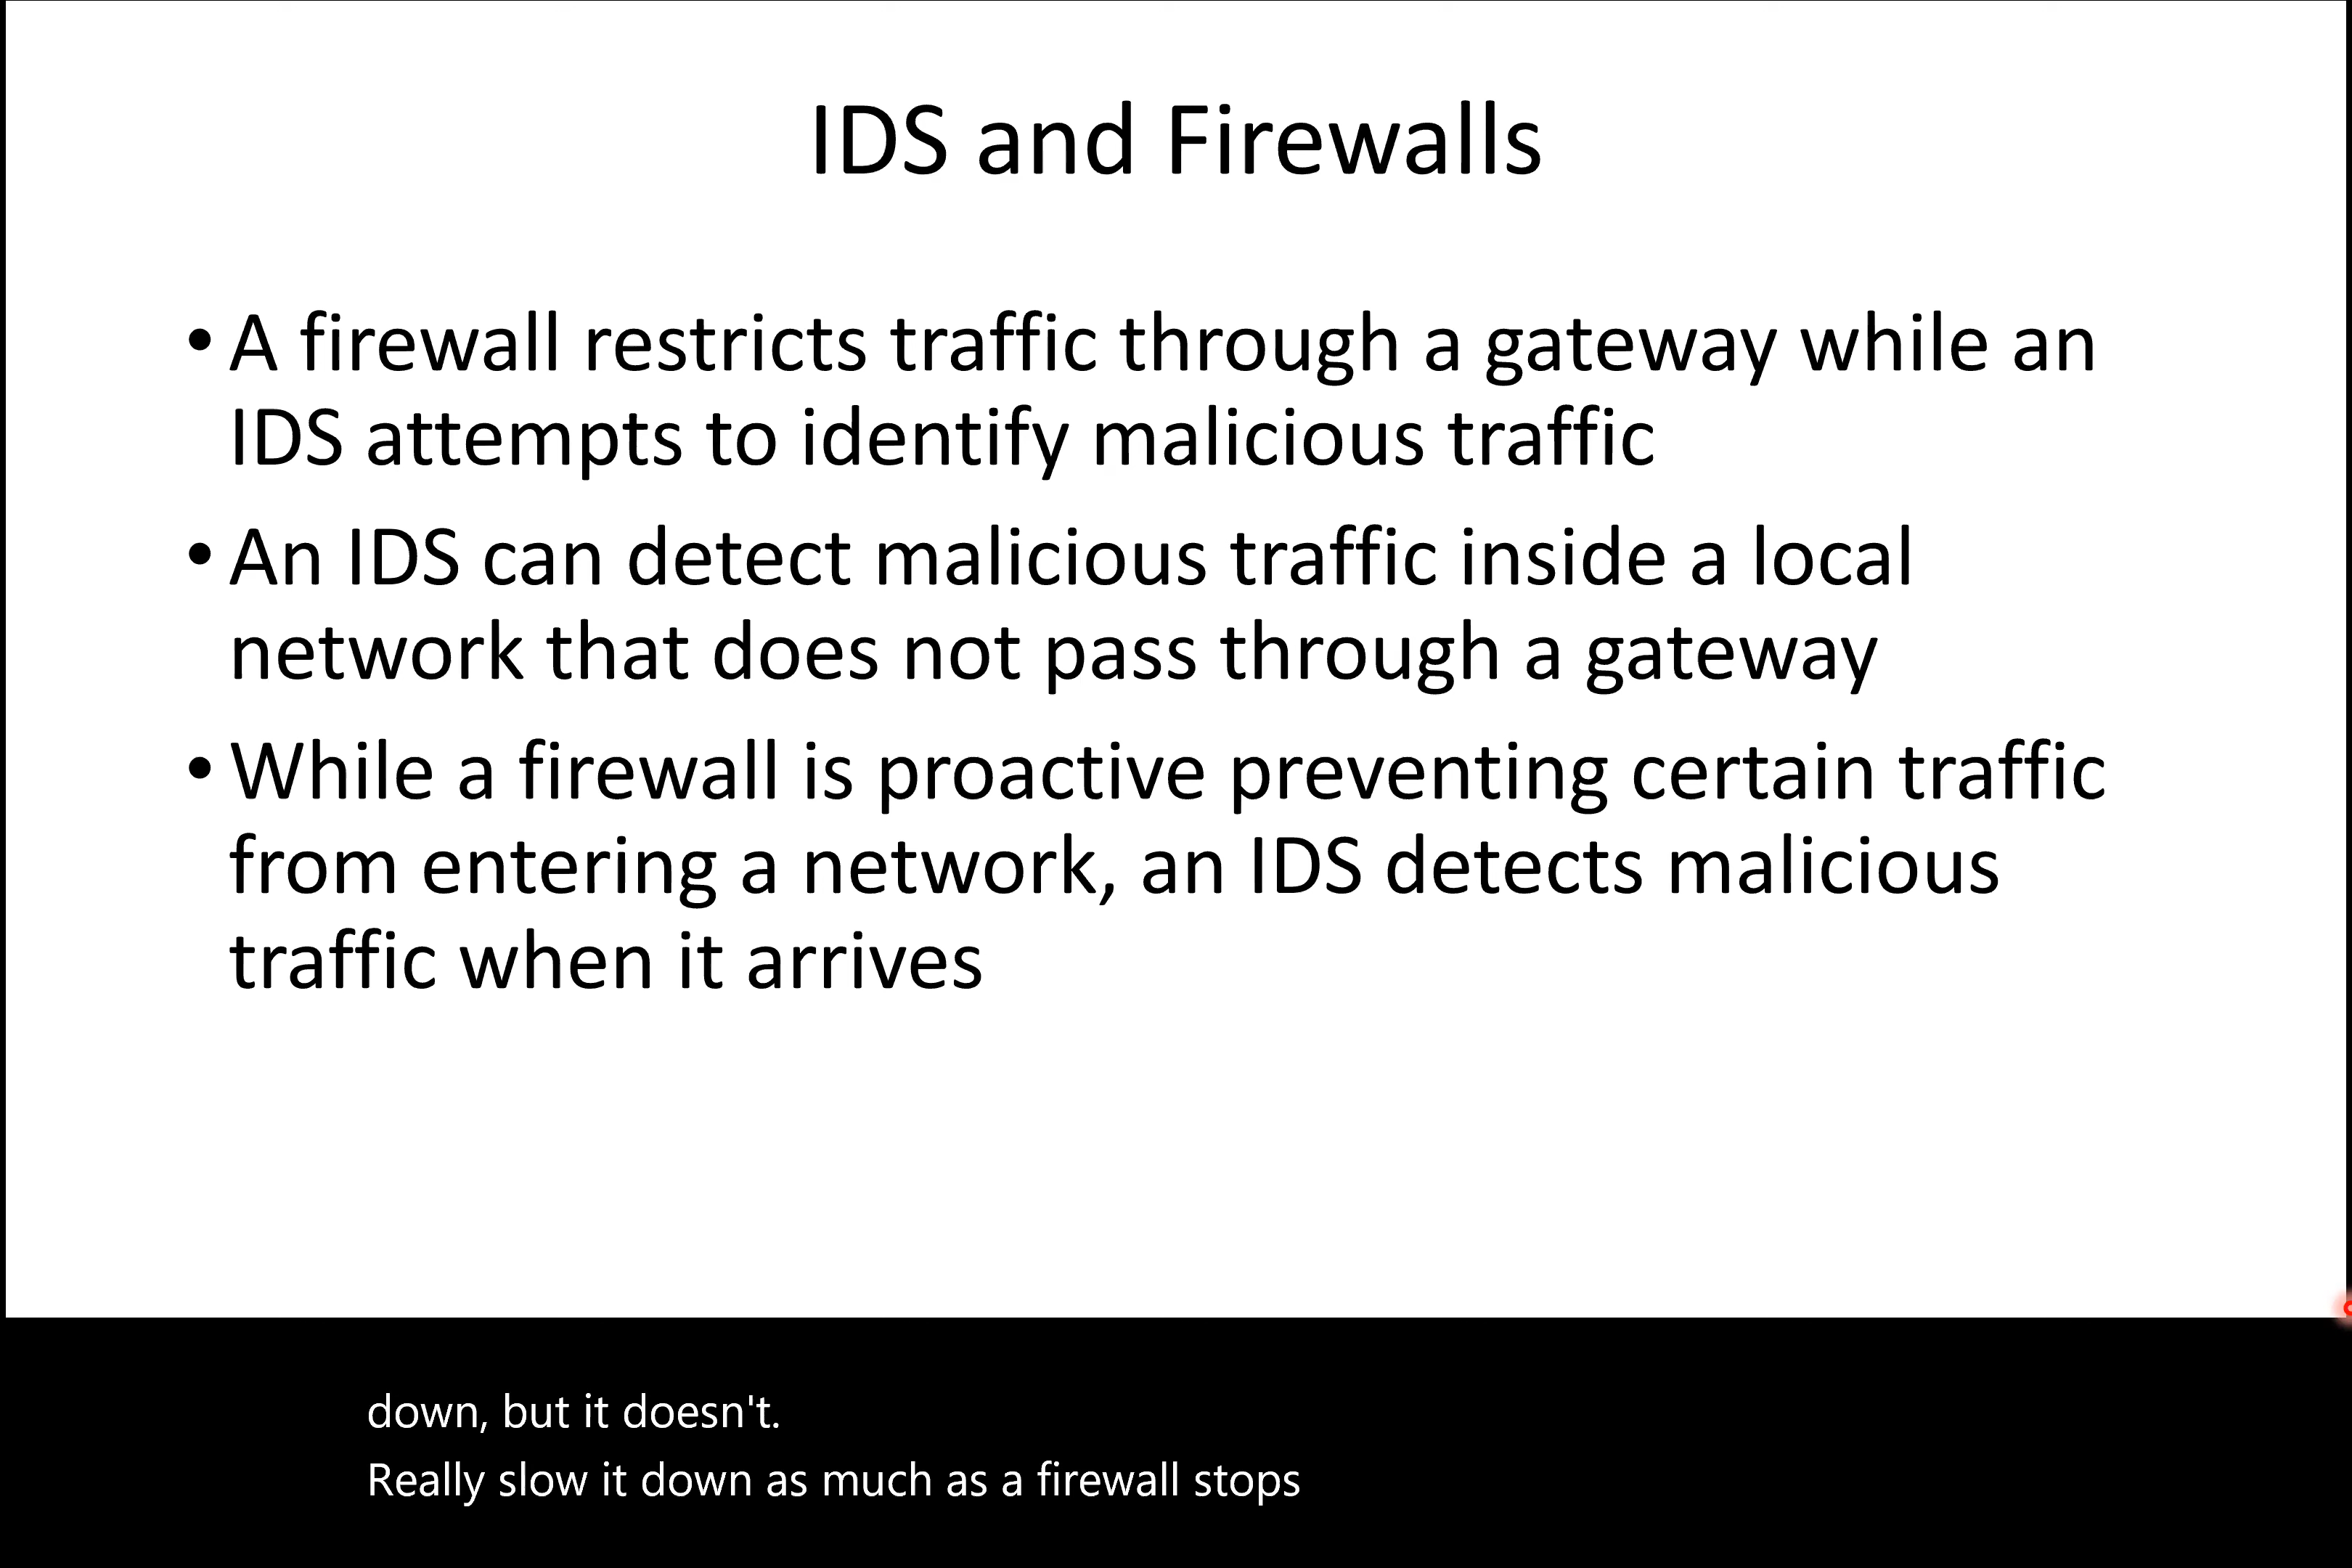 IDS and Firewalls
• A firewall restricts traffic through a gateway while an
IDS attempts to identify malicious traffic
• An IDS can detect malicious traffic inside a local
network that does not pass through a gateway
• While a firewall is proactive preventing certain traffic
from entering a network, an IDS detects malicious
traffic when it arrives
down, but it doesn't.
Really slow it down as much as a firewall stops